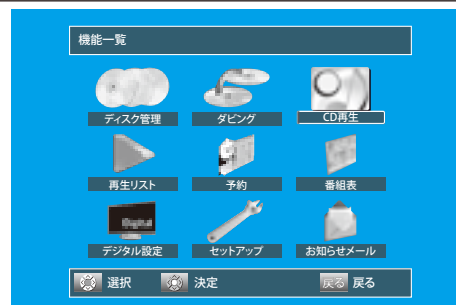 機能一覧
ディスク管理 ダビング CD再生
再生リスト 予約 番組表
Digital
デジタル設定 セットアップ お知らせメール
選択 決定 戻る 戻る